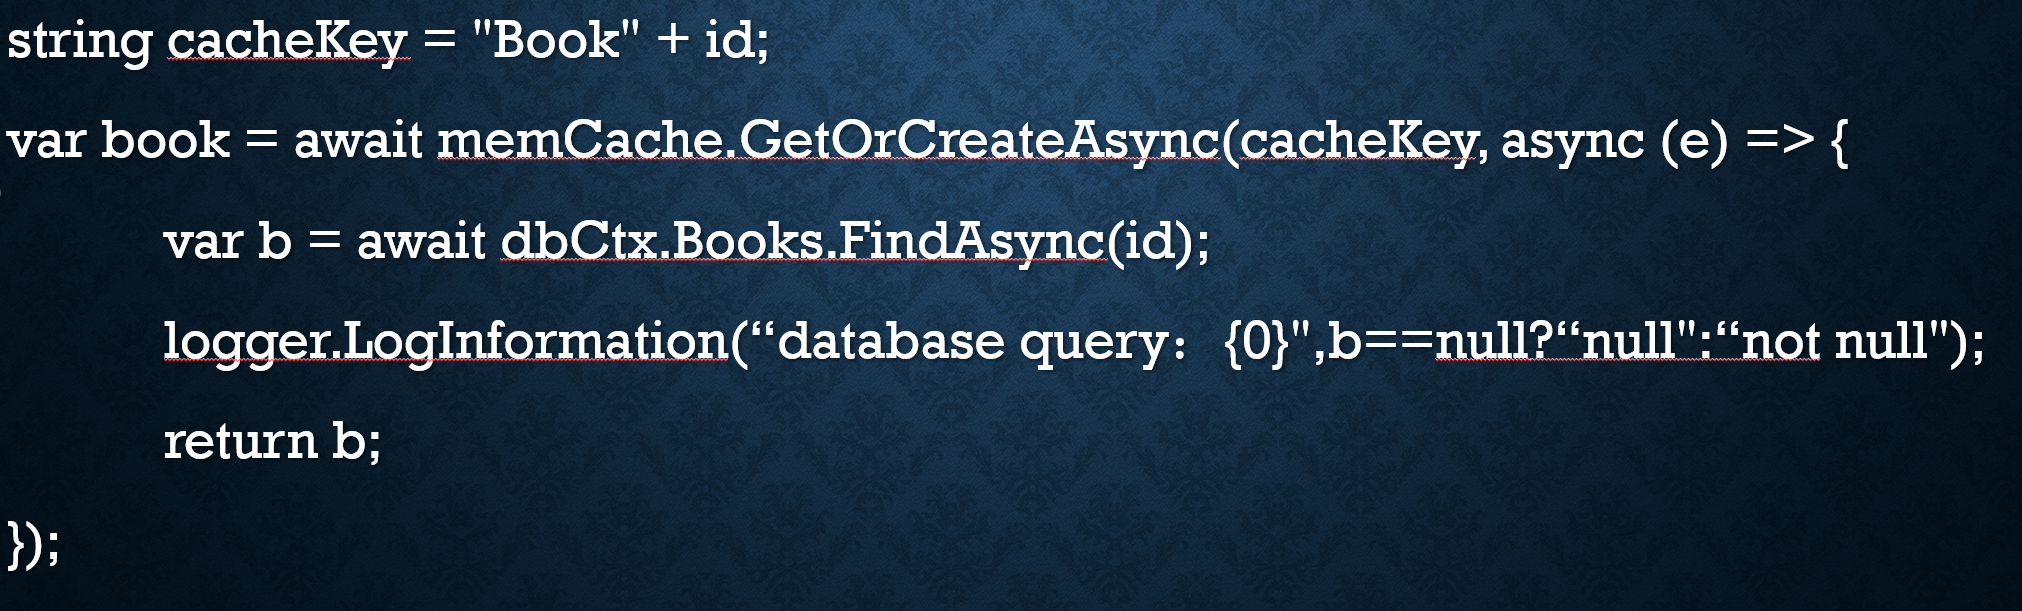 string cacheKey = "Book" + id;
var book = await memCache.GetOrCreateAsync(cacheKey, async (e) => {
var b = await dbCtx.Books.FindAsync(id);
logger.LogInformation(“database query：{0}",b==null?“null":“not null");
return b;
});